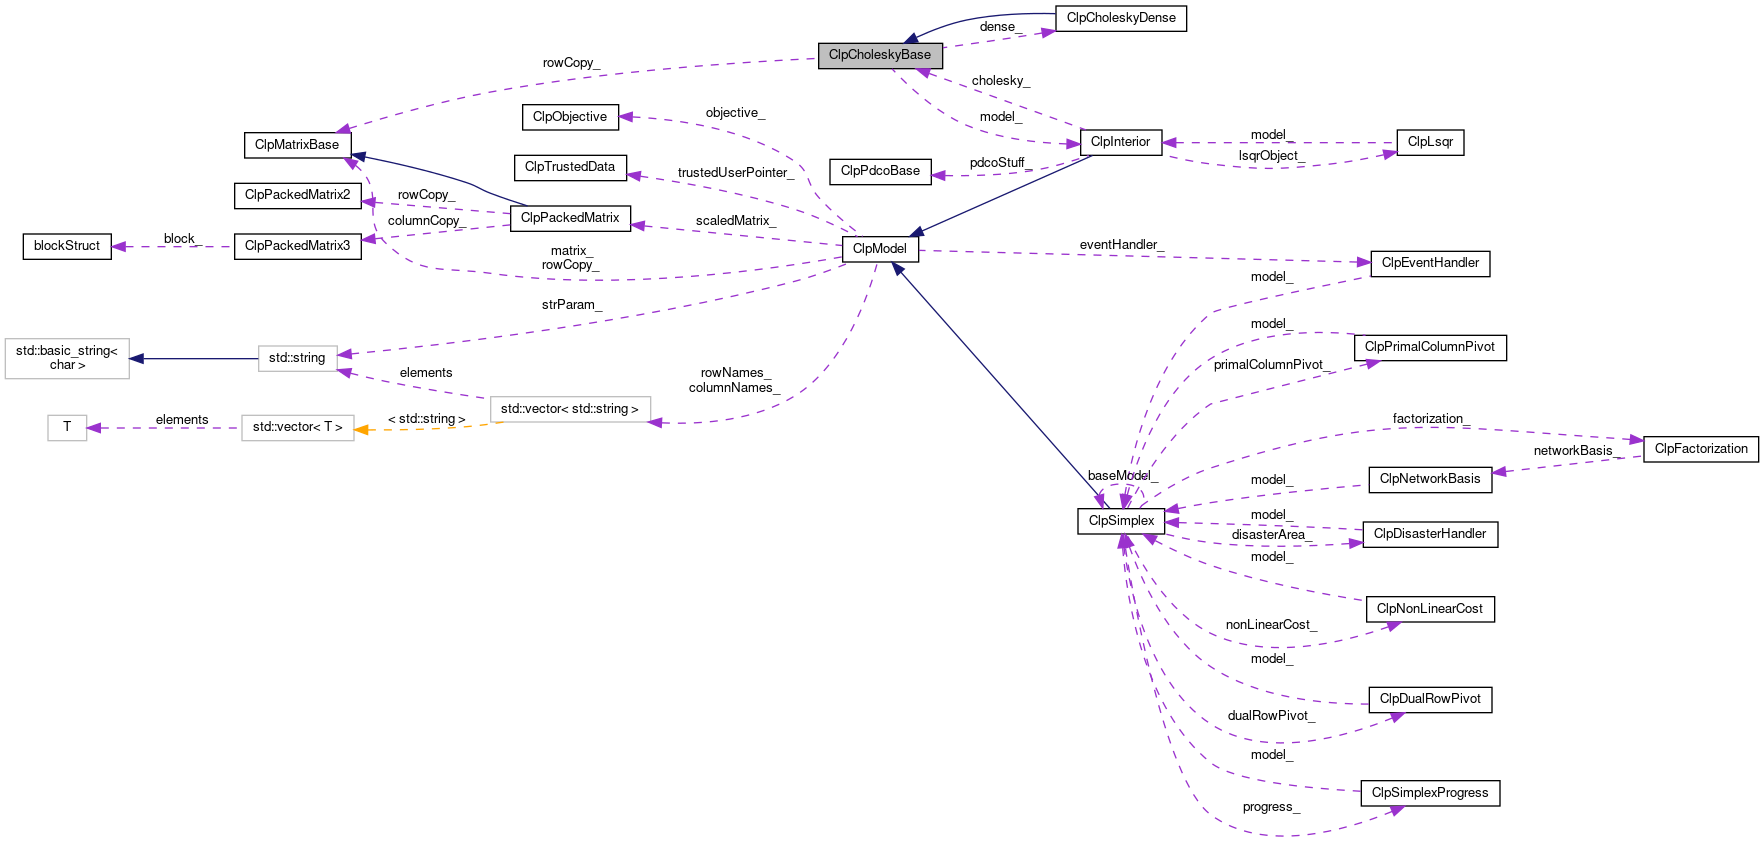 ClpCholeskyDense
dense_
ClpCholeskyBase
rowCopy_
cholesky_
ClpObjective
objective_
model_
ClpMatrixBase
ClpInterior
model_
ClpLsqr
lsqrObject_
ClpTrustedData
trustedUserPointer_
ClpPdcoBase
pdcoStuff_
ClpPackedMatrix2
rowCopy_
columnCopy_
ClpPackedMatrix
scaledMatrix_
blockStruct
block_
ClpPackedMatrix3
matrix_
rowCopy_
ClpModel
eventHandler_
ClpEventHandler
model_
strParam_
model_
std::basic_string<
char >
std::string
ClpPrimalColumnPivot
primalColumnPivot_
elements
rowNames_
columnNames_
std::vector< std::string >
T
elements
std::vector< T >
< std::string >
factorization_
ClpFactorization
networkBasis_
baseModel_
model_
ClpNetworkBasis
ClpSimplex
model_
disasterArea_
ClpDisasterHandler
model_
ClpNonLinearCost
nonLinearCost_
model_
ClpDualRowPivot
dualRowPivot_
model_
ClpSimplexProgress
progress_